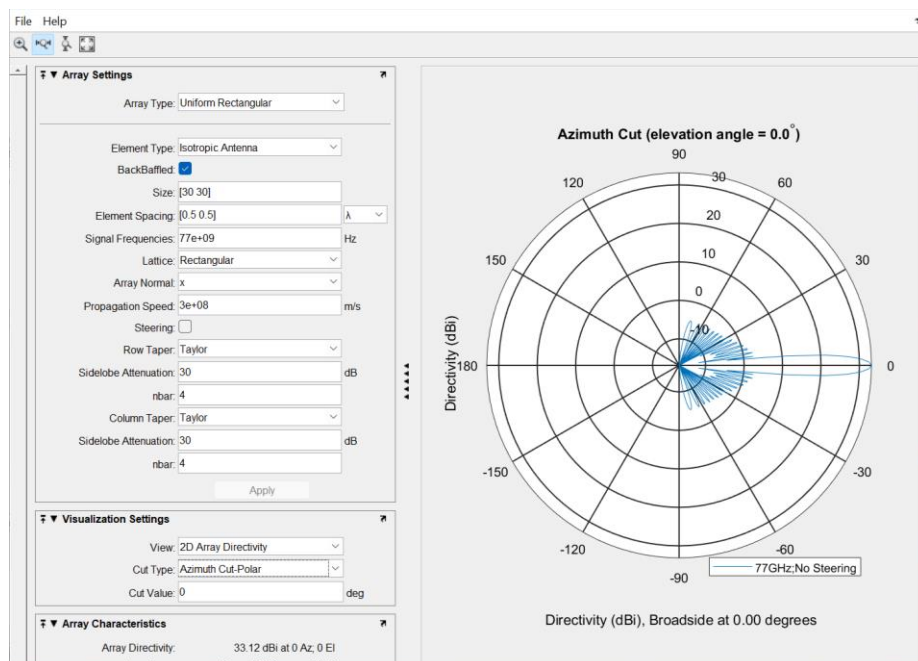 File Help
Array Settings
Array Type: Uniform Rectangular
Element Type: Isotropic Antenna
BackBaffled:
Size: [30 30]
Element Spacing: [0.5 0.5] λ
Signal Frequencies: 77e+09 Hz
Lattice: Rectangular
Array Normal: x
Propagation Speed: 3e+08 m/s
Steering:
Row Taper: Taylor
Sidelobe Attenuation: 30 dB
nbar: 4
Column Taper: Taylor
Sidelobe Attenuation: 30 dB
nbar: 4
Apply
Visualization Settings
View: 2D Array Directivity
Cut Type: Azimuth Cut-Polar
Cut Value: 0 deg
Array Characteristics
Array Directivity: 33.12 dBi at 0 Az; 0 El
Azimuth Cut (elevation angle = 0.0°)
90
120 30 60
20
150 10 30
0
-10
Directivity (dBi)
180 0
-150 -30
-120 -60
-90
77GHz;No Steering
Directivity (dBi), Broadside at 0.00 degrees